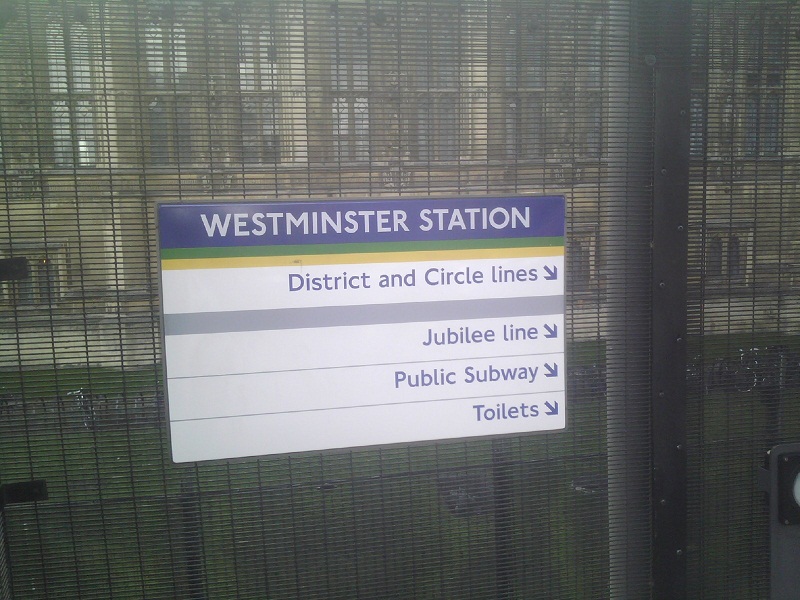 WESTMINSTER STATION
District and Circle lines ↘
Jubilee line ↘
Public Subway ↘
Toilets ↘